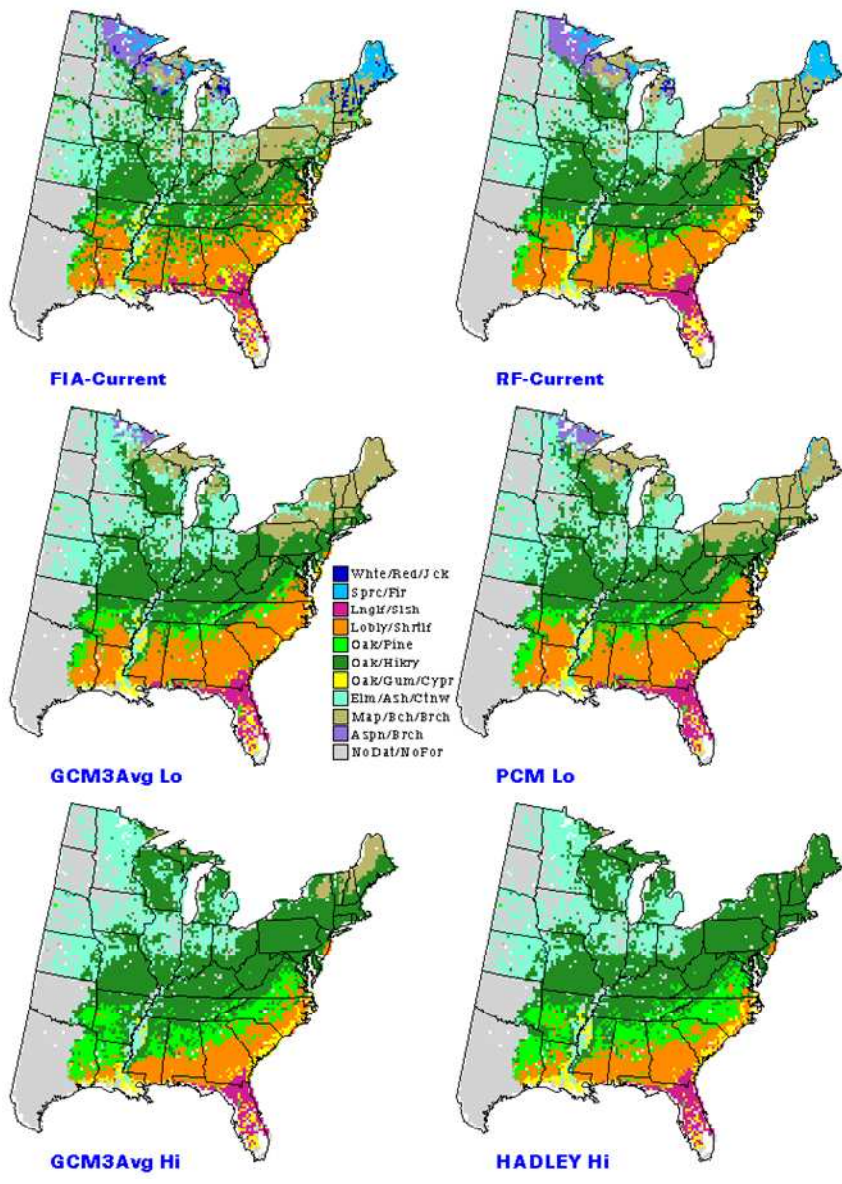 FIA-Current
RF-Current
Whte/Red/Jck
Sprc/Fir
Lnglf/Slsh
Lobly/Shrtlf
Oak/Pine
Oak/Hikry
Oak/Gum/Cypr
Elm/Ash/Ctnw
Map/Bch/Brch
Aspn/Brch
NoDat/NoFor
GCM3Avg Lo
PCM Lo
GCM3Avg Hi
HADLEY Hi